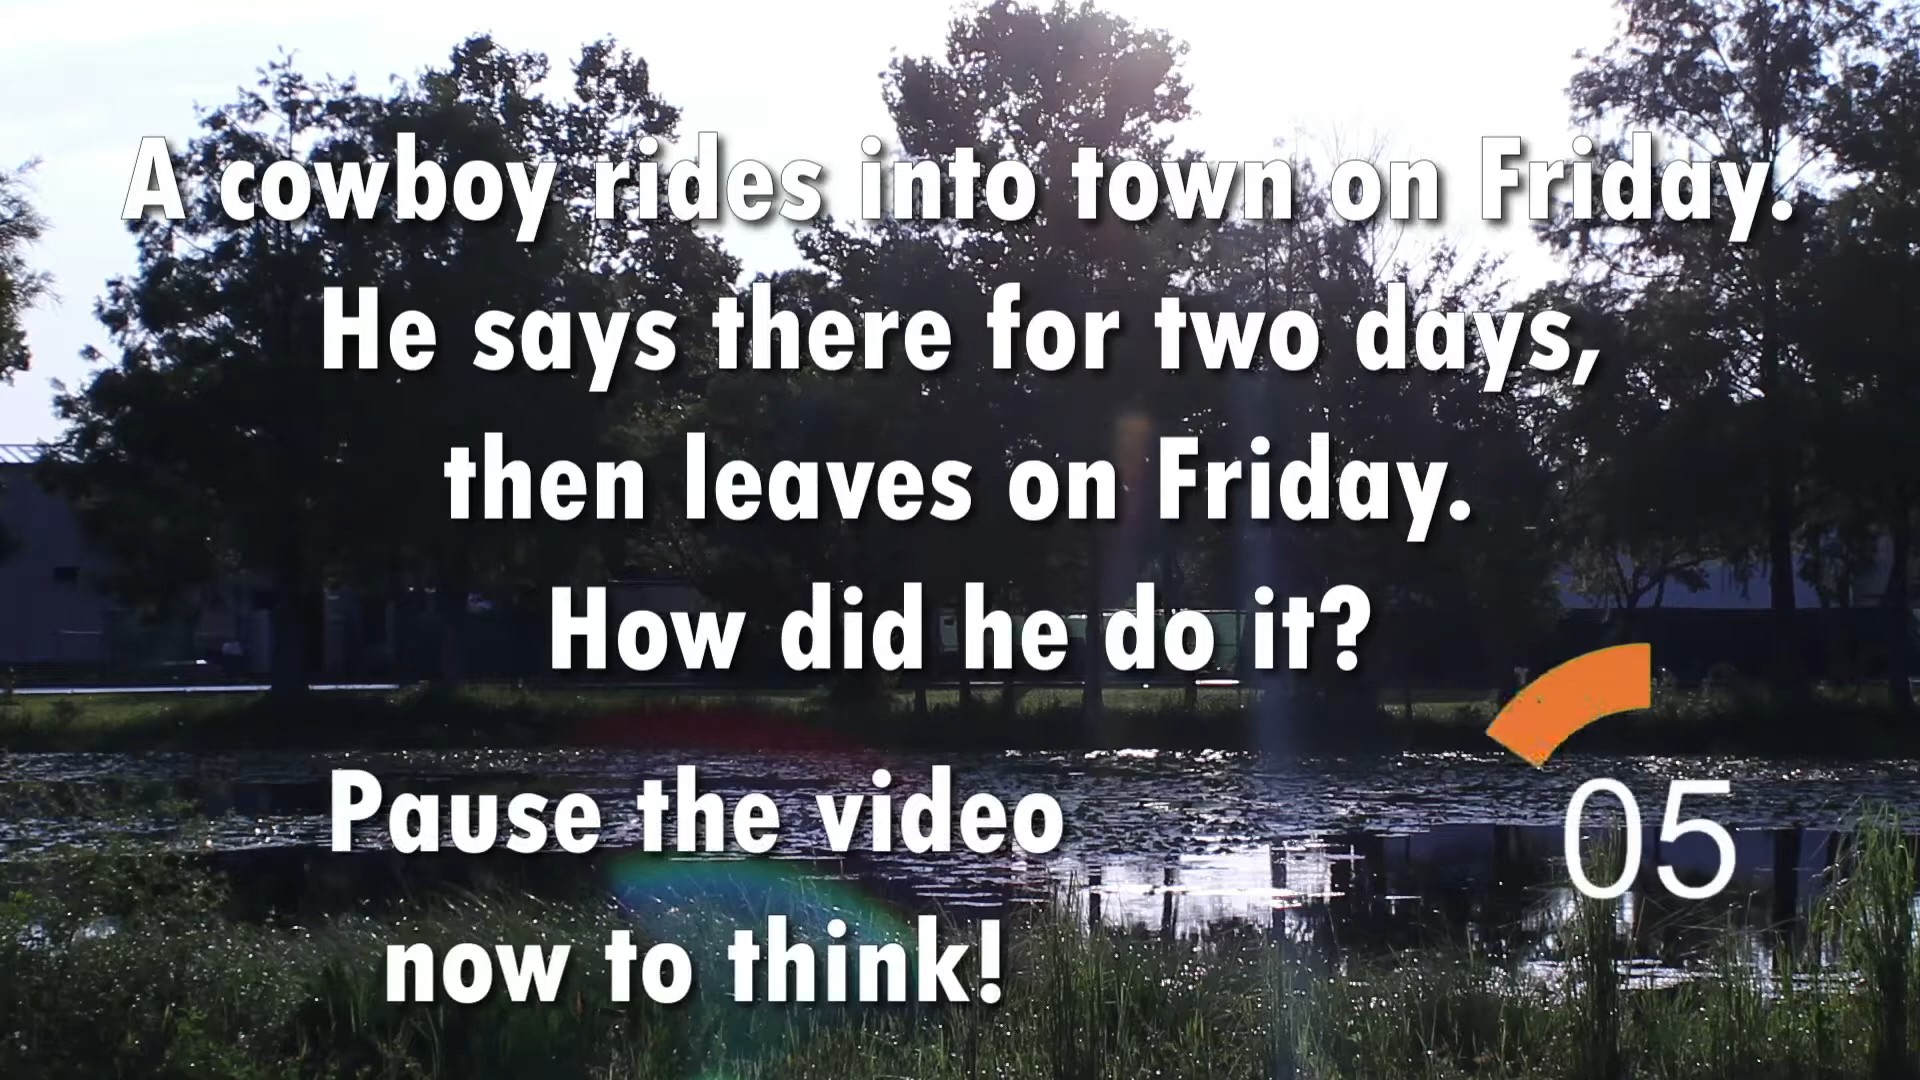 A cowboy rides into town on Friday.
He says there for two days,
then leaves on Friday.
How did he do it?
Pause the video
now to think!
05